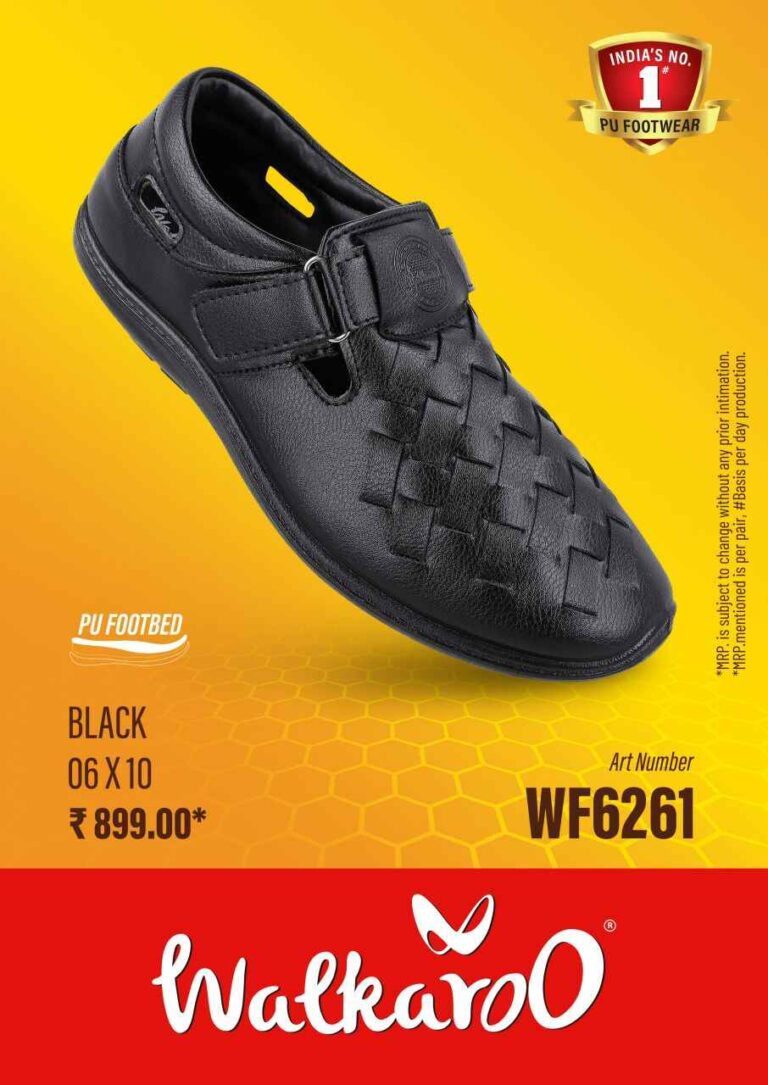 INDIA'S NO.
1#
PU FOOTWEAR
*MRP. is subject to change without any prior intimation.
*MRP.mentioned is per pair, #Basis per day production.
PU FOOTBED
BLACK
06 X 10
₹ 899.00*
Art Number
WF6261
Walkaroo®